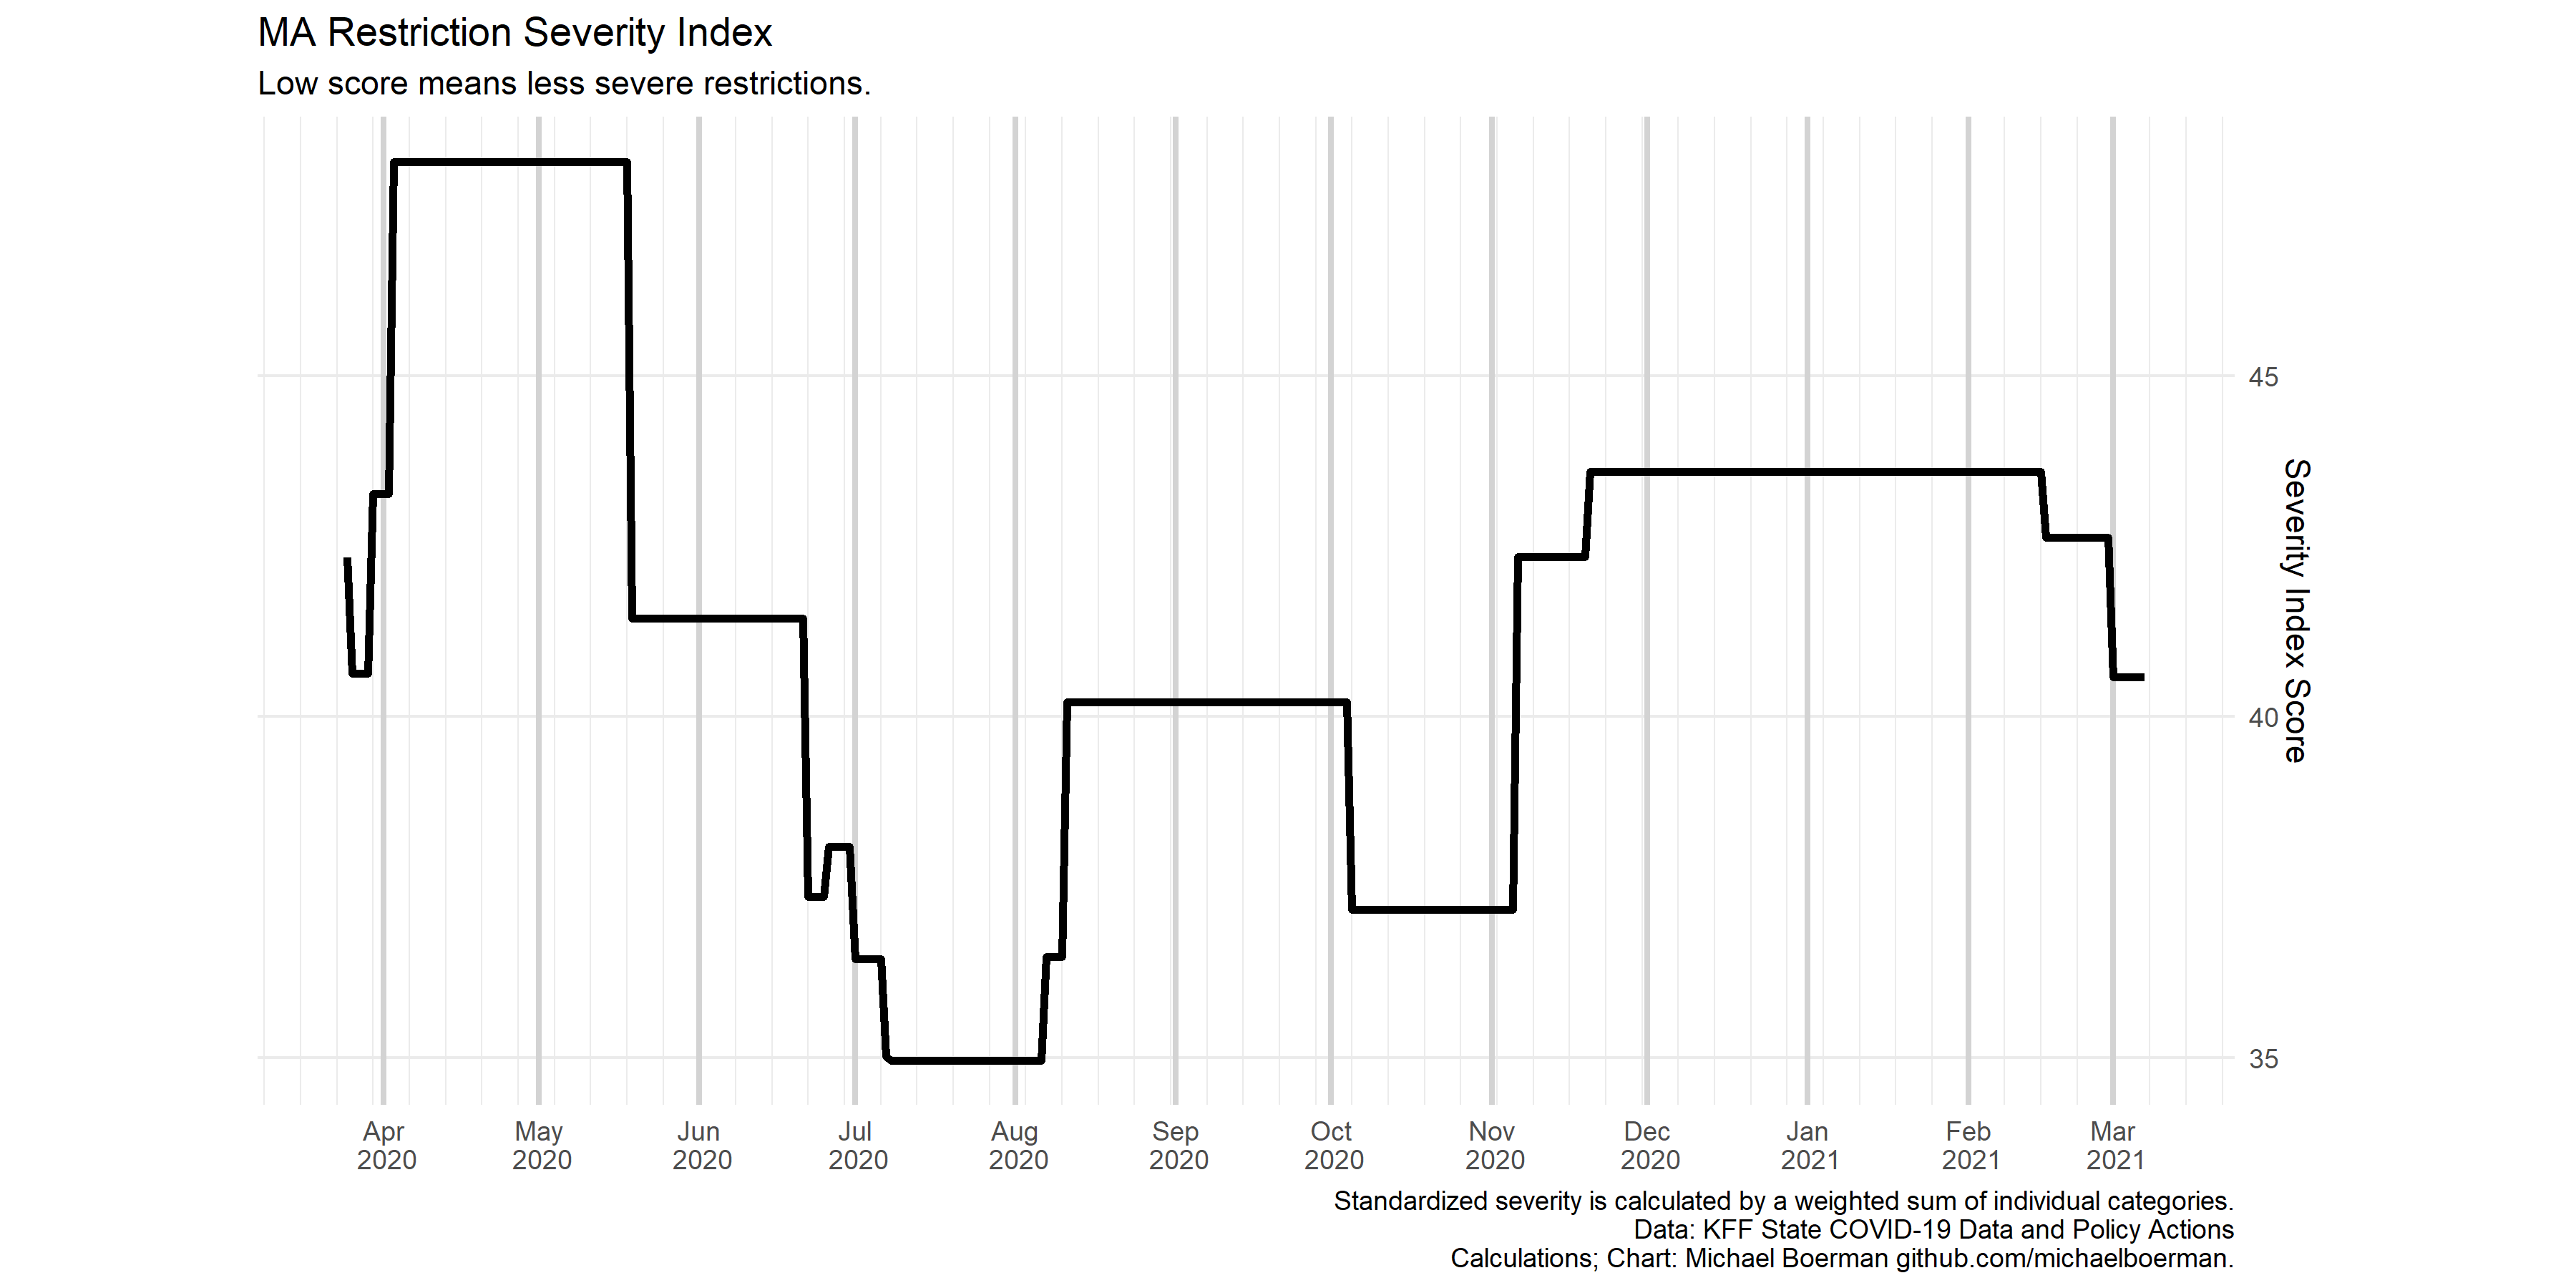 MA Restriction Severity Index
Low score means less severe restrictions.
45
40
35
Severity Index Score
Apr May Jun Jul Aug Sep Oct Nov Dec Jan Feb Mar
2020 2020 2020 2020 2020 2020 2020 2020 2020 2021 2021 2021
Standardized severity is calculated by a weighted sum of individual categories.
Data: KFF State COVID-19 Data and Policy Actions
Calculations; Chart: Michael Boerman github.com/michaelboerman.